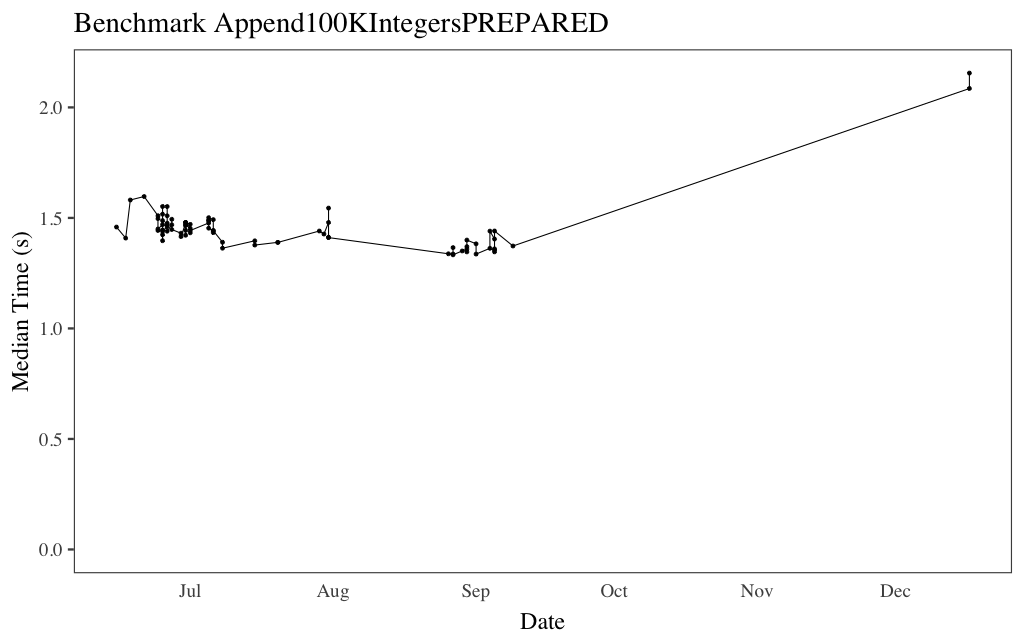 Benchmark Append100KIntegersPREPARED
Median Time (s)
2.0
1.5
1.0
0.5
0.0
Jul Aug Sep Oct Nov Dec
Date